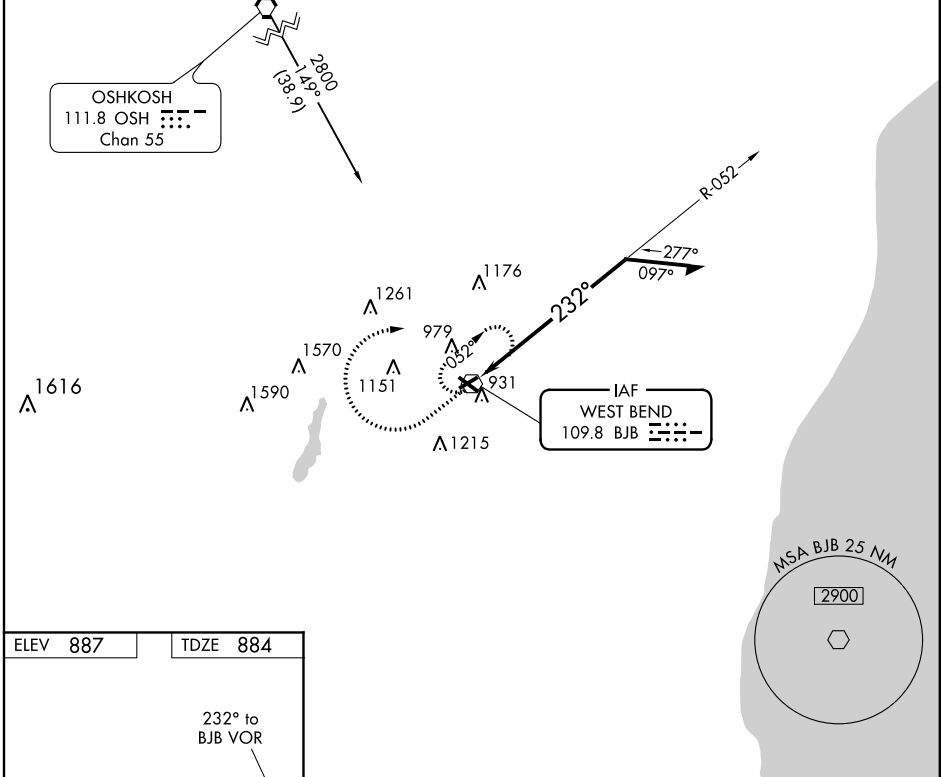 2800
149°
(38.9)
OSHKOSH
111.8 OSH
Chan 55
R-052
277°
097°
232°
1176
1261
979
052°
1570
1151
931
1616
1590
1215
IAF
WEST BEND
109.8 BJB
MSA BJB 25 NM
2900
ELEV 887
TDZE 884
232° to
BJB VOR